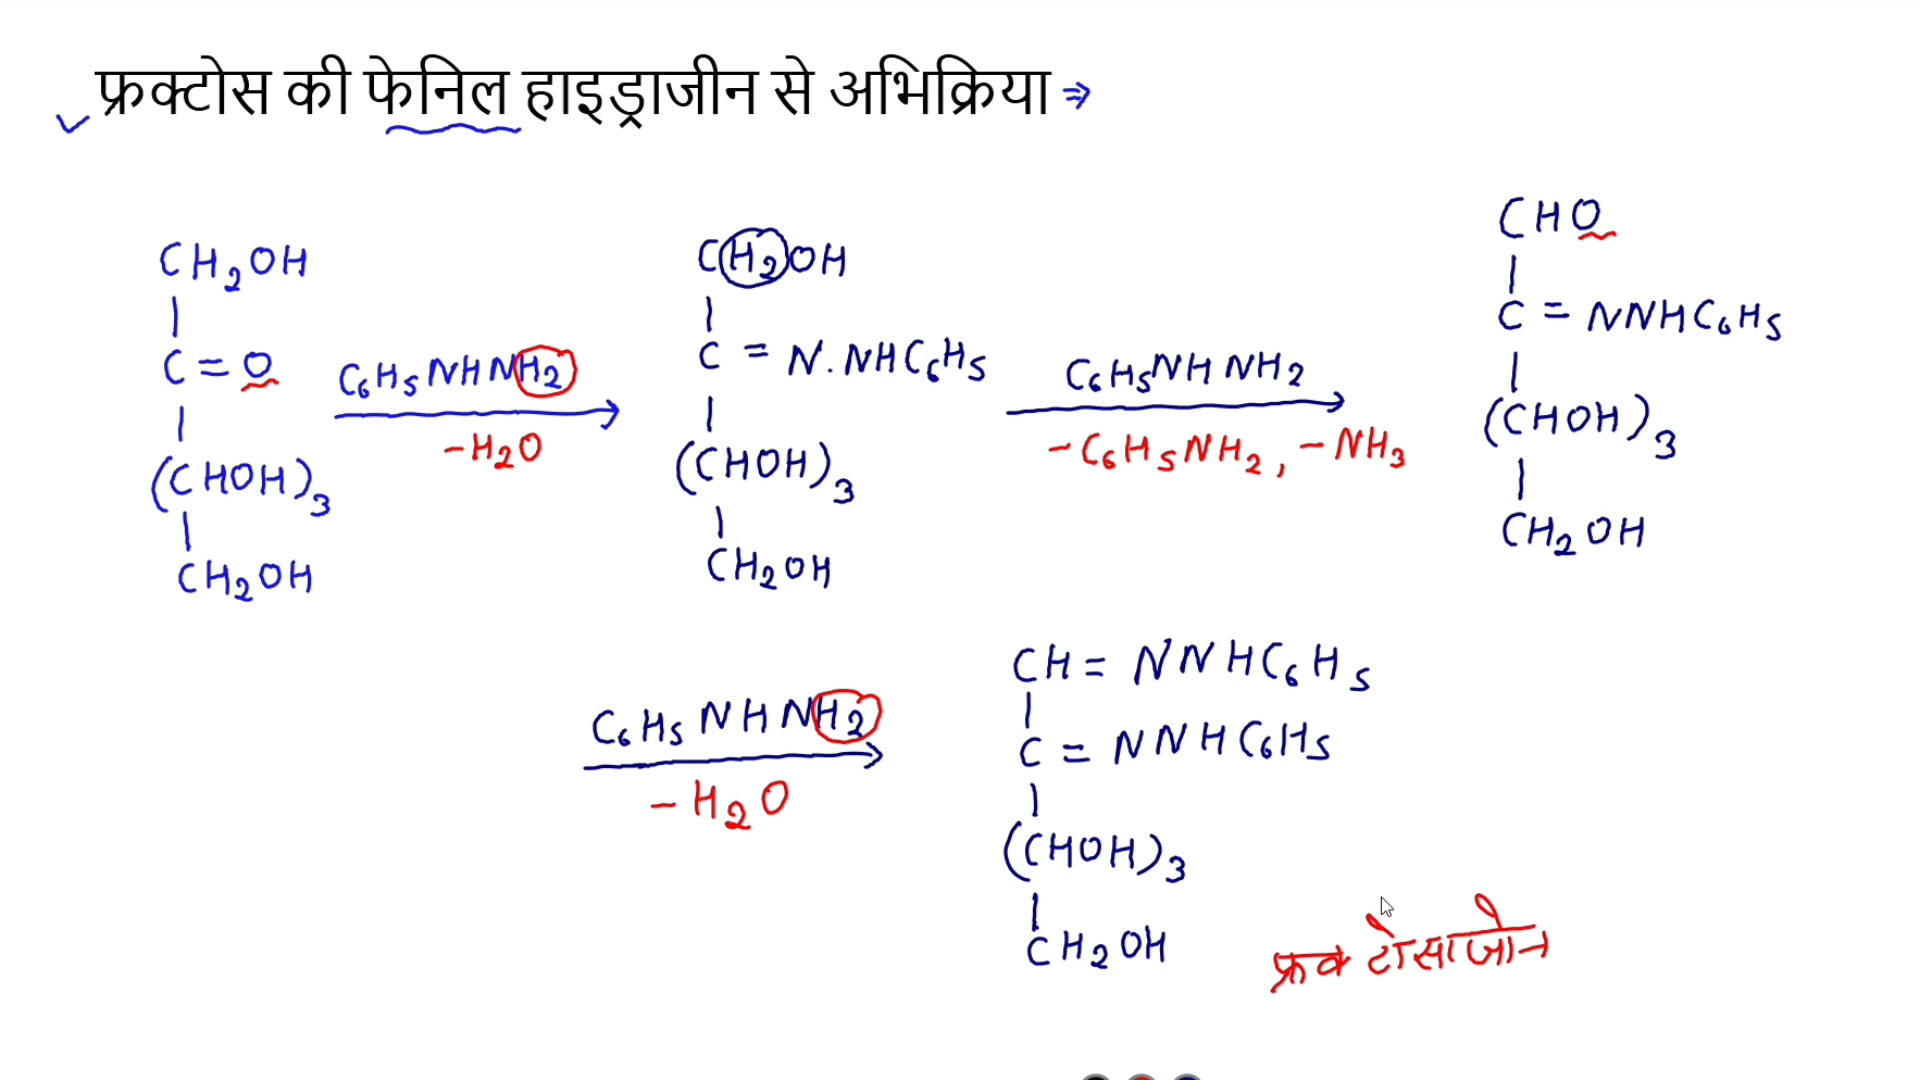 फ्रक्टोस की फेनिल हाइड्राजीन से अभिक्रिया ⇒
CH2OH
|
C = O
|
(CHOH)3
|
CH2OH
C6H5NHNH2
-H2O
CH2OH
|
C = N.NHC6H5
|
(CHOH)3
|
CH2OH
C6H5NHNH2
-C6H5NH2, -NH3
CHO
|
C = NNHC6H5
|
(CHOH)3
|
CH2OH
C6H5NHNH2
-H2O
CH = NNHC6H5
|
C = NNHC6H5
|
(CHOH)3
|
CH2OH
फ्रक्टोसाजोन